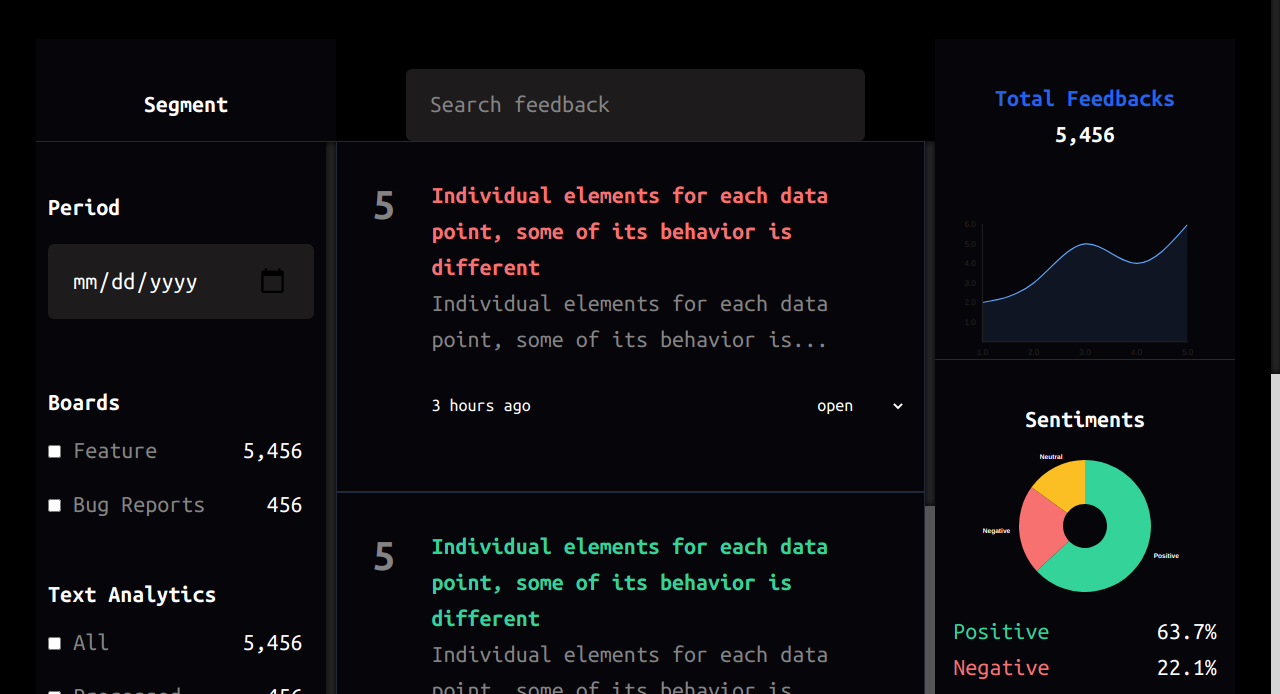 Segment
Period
mm/dd/yyyy
Boards
Feature 5,456
Bug Reports 456
Text Analytics
All 5,456
Processed 456
Search feedback
5
Individual elements for each data
point, some of its behavior is
different
Individual elements for each data
point, some of its behavior is...
3 hours ago open
5
Individual elements for each data
point, some of its behavior is
different
Individual elements for each data
point, some of its behavior is...
Total Feedbacks
5,456
6.0
5.0
4.0
3.0
2.0
1.0
1.0 2.0 3.0 4.0 5.0
Sentiments
Neutral
Negative
Positive
Positive 63.7%
Negative 22.1%